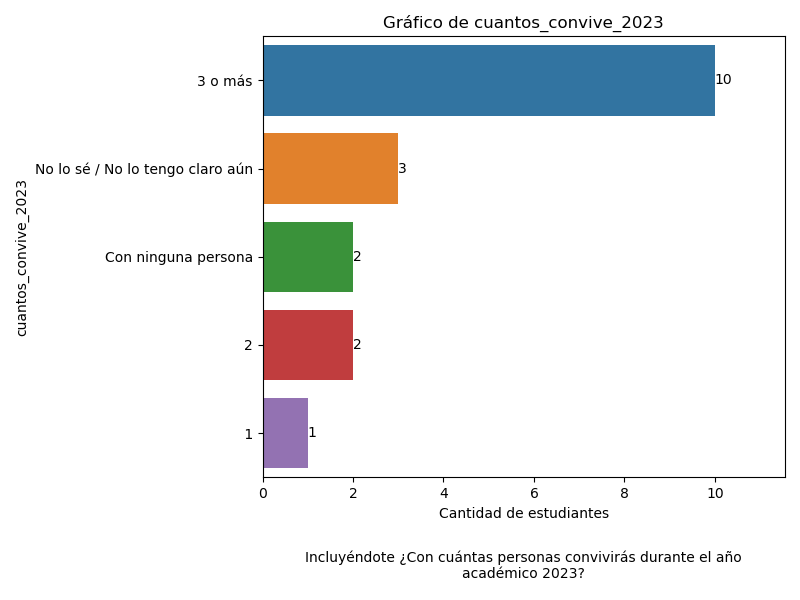 Gráfico de cuantos_convive_2023
cuantos_convive_2023
3 o más
10
No lo sé / No lo tengo claro aún
3
Con ninguna persona
2
2
2
1
1
0 2 4 6 8 10
Cantidad de estudiantes
Incluyéndote ¿Con cuántas personas convivirás durante el año
académico 2023?